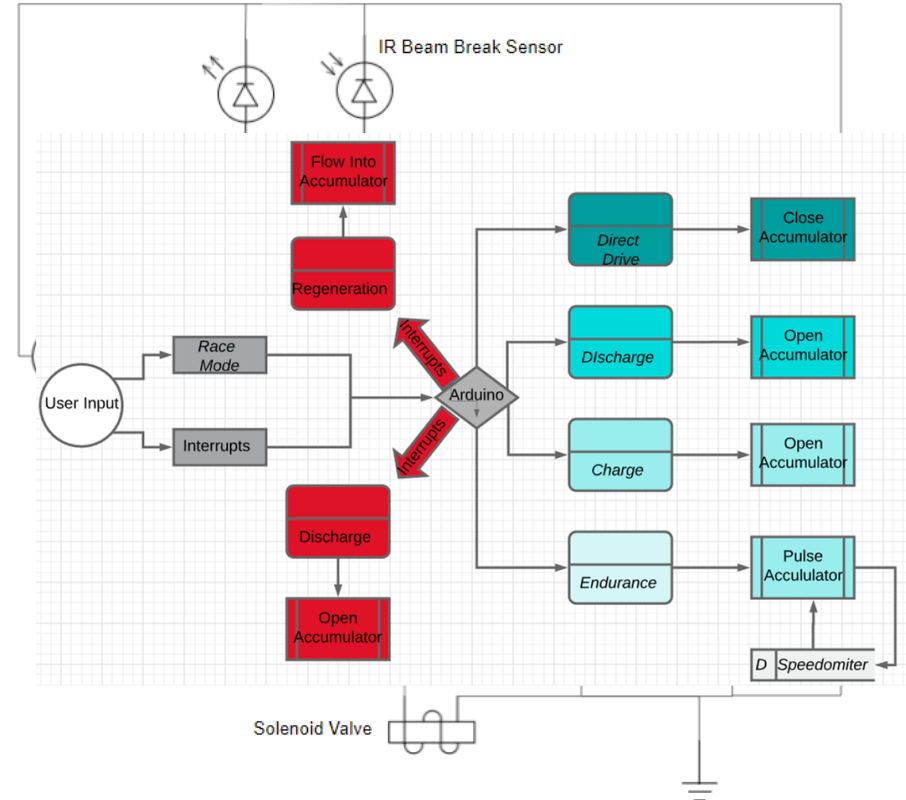 IR Beam Break Sensor
Flow Into
Accumulator
Regeneration
Interrupts
Race
Mode
User Input
Interrupts
Arduino
Interrupts
Discharge
Open
Accumulator
Direct
Drive
Close
Accumulator
DIscharge
Open
Accumulator
Charge
Open
Accumulator
Endurance
Pulse
Accululator
D Speedomiter
Solenoid Valve